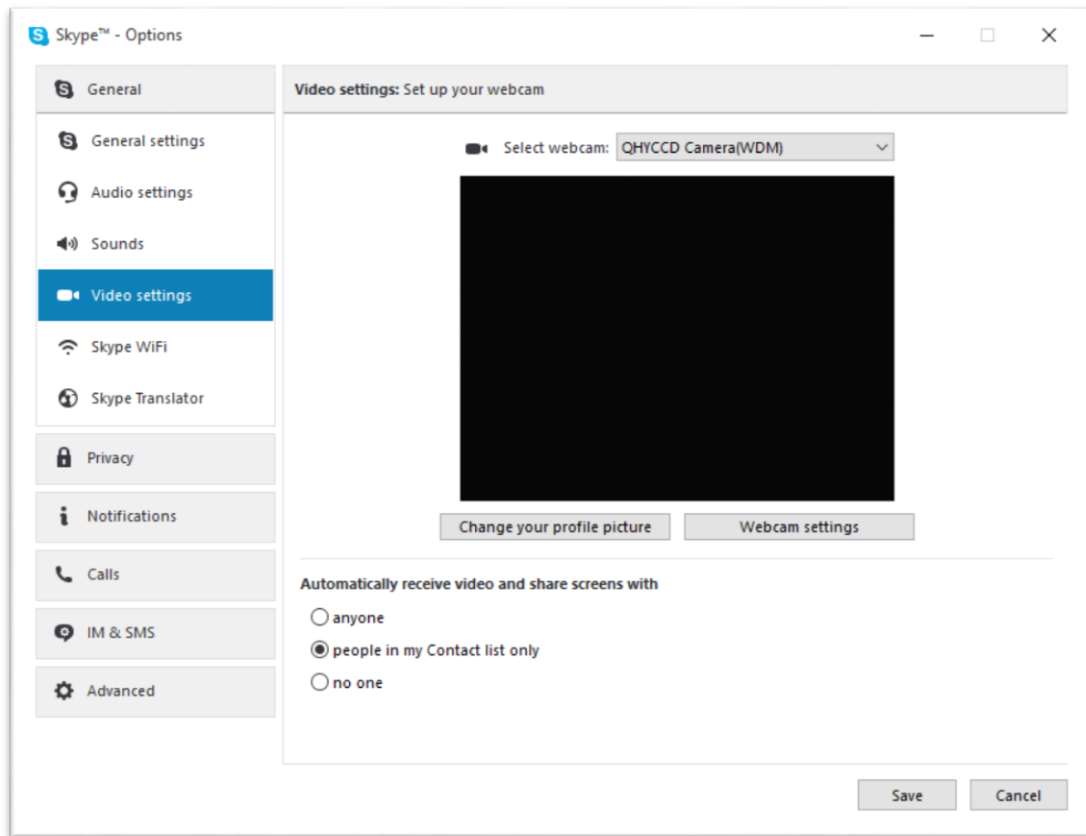 Skype™ - Options
General
General settings
Audio settings
Sounds
Video settings
Skype WiFi
Skype Translator
Privacy
Notifications
Calls
IM & SMS
Advanced
Video settings: Set up your webcam
Select webcam: QHYCCD Camera(WDM)
Change your profile picture
Webcam settings
Automatically receive video and share screens with
anyone
people in my Contact list only
no one
Save
Cancel